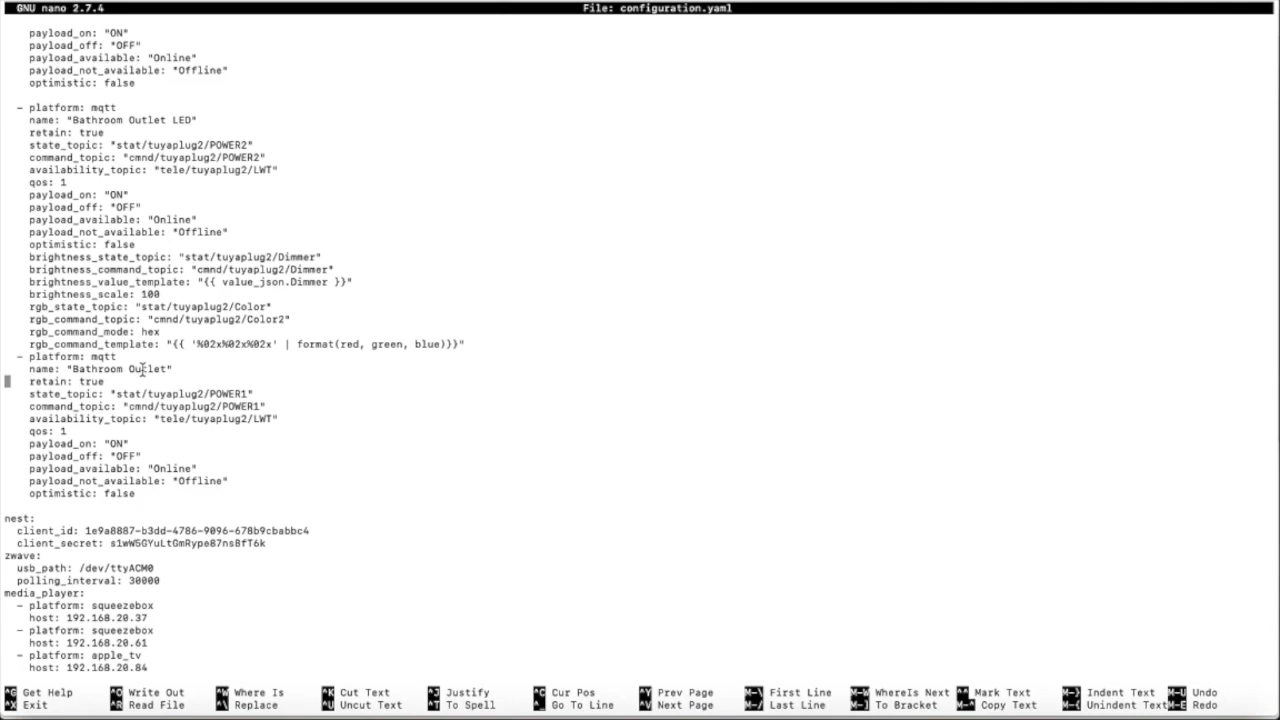 GNU nano 2.7.4 File: configuration.yaml
payload_on: "ON"
payload_off: "OFF"
payload_available: "Online"
payload_not_available: "Offline"
optimistic: false
- platform: mqtt
name: "Bathroom Outlet LED"
retain: true
state_topic: "stat/tuyaplug2/POWER2"
command_topic: "cmnd/tuyaplug2/POWER2"
availability_topic: "tele/tuyaplug2/LWT"
qos: 1
payload_on: "ON"
payload_off: "OFF"
payload_available: "Online"
payload_not_available: "Offline"
optimistic: false
brightness_state_topic: "stat/tuyaplug2/Dimmer"
brightness_command_topic: "cmnd/tuyaplug2/Dimmer"
brightness_value_template: "{{ value_json.Dimmer }}"
brightness_scale: 100
rgb_state_topic: "stat/tuyaplug2/Color"
rgb_command_topic: "cmnd/tuyaplug2/Color2"
rgb_command_mode: hex
rgb_command_template: "{{ '%02x%02x%02x' | format(red, green, blue)}}"
- platform: mqtt
name: "Bathroom Outlet"
retain: true
state_topic: "stat/tuyaplug2/POWER1"
command_topic: "cmnd/tuyaplug2/POWER1"
availability_topic: "tele/tuyaplug2/LWT"
qos: 1
payload_on: "ON"
payload_off: "OFF"
payload_available: "Online"
payload_not_available: "Offline"
optimistic: false
nest:
client_id: 1e9a8887-b3dd-4786-9096-678b9cbabbc4
client_secret: s1wW5GYuLtGmRype87nsBfT6k
zwave:
usb_path: /dev/ttyACM0
polling_interval: 30000
media_player:
- platform: squeezebox
host: 192.168.20.37
- platform: squeezebox
host: 192.168.20.61
- platform: apple_tv
host: 192.168.20.84
^G Get Help ^O Write Out ^W Where Is ^K Cut Text ^J Justify ^C Cur Pos ^Y Prev Page M-\ First Line M-W WhereIs Next ^^ Mark Text M-} Indent Text M-U Undo
^X Exit ^R Read File ^\ Replace ^U Uncut Text ^T To Spell ^_ Go To Line ^V Next Page M-/ Last Line M-] To Bracket M-^ Copy Text M-{ Unindent Text M-E Redo